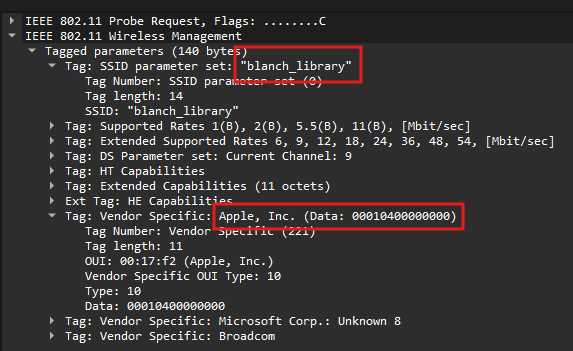 IEEE 802.11 Probe Request, Flags: ........C
IEEE 802.11 Wireless Management
Tagged parameters (140 bytes)
Tag: SSID parameter set: "blanch_library"
Tag Number: SSID parameter set (0)
Tag length: 14
SSID: "blanch_library"
Tag: Supported Rates 1(B), 2(B), 5.5(B), 11(B), [Mbit/sec]
Tag: Extended Supported Rates 6, 9, 12, 18, 24, 36, 48, 54, [Mbit/sec]
Tag: DS Parameter set: Current Channel: 9
Tag: HT Capabilities
Tag: Extended Capabilities (11 octets)
Ext Tag: HE Capabilities
Tag: Vendor Specific: Apple, Inc. (Data: 00010400000000)
Tag Number: Vendor Specific (221)
Tag length: 11
OUI: 00:17:f2 (Apple, Inc.)
Vendor Specific OUI Type: 10
Type: 10
Data: 00010400000000
Tag: Vendor Specific: Microsoft Corp.: Unknown 8
Tag: Vendor Specific: Broadcom